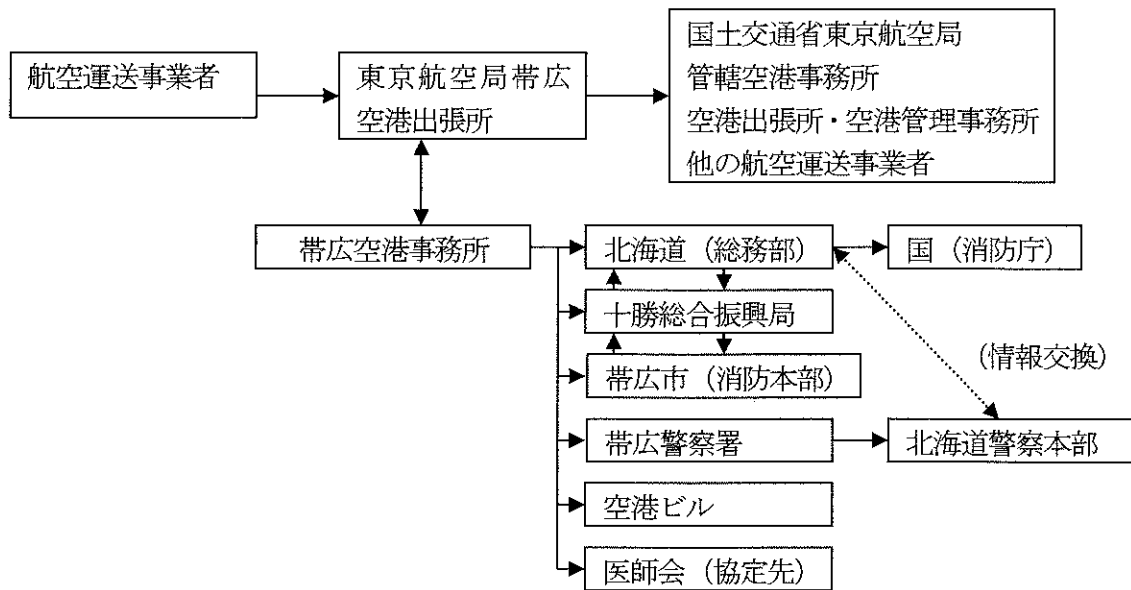 航空運送事業者
東京航空局帯広
空港出張所
国土交通省東京航空局
管轄空港事務所
空港出張所・空港管理事務所
他の航空運送事業者
帯広空港事務所
北海道（総務部）
国（消防庁）
十勝総合振興局
帯広市（消防本部）
（情報交換）
帯広警察署
北海道警察本部
空港ビル
医師会（協定先）